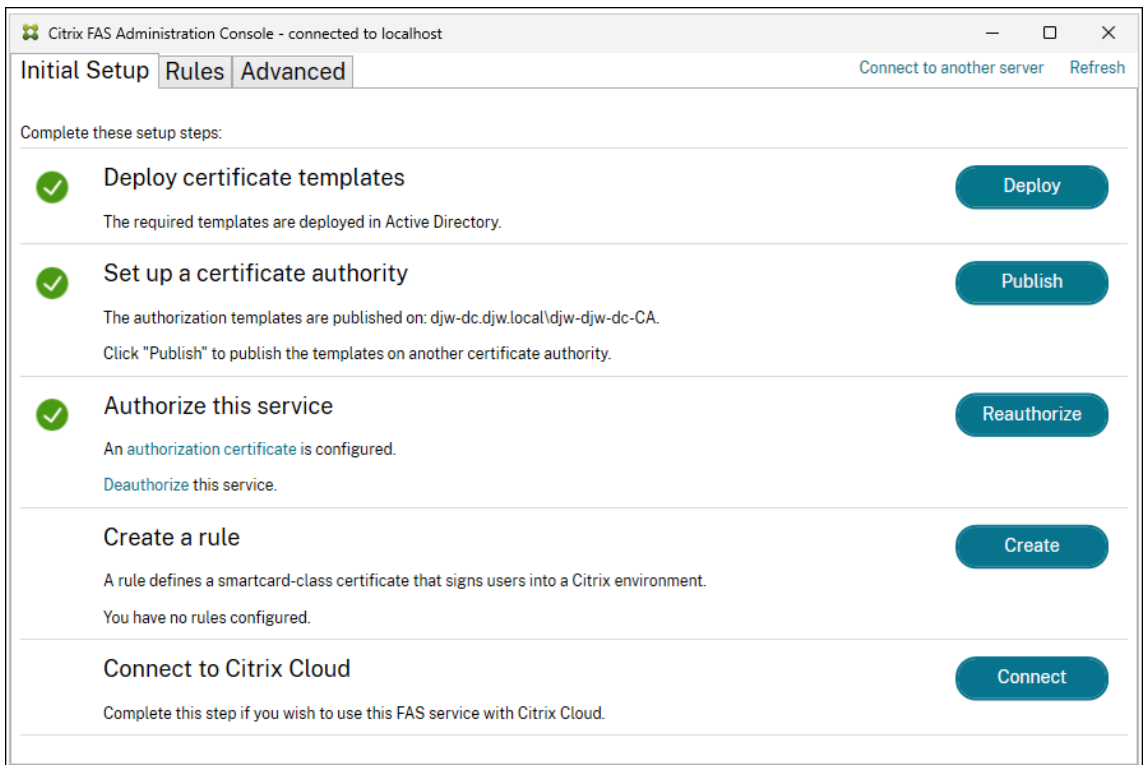 Citrix FAS Administration Console - connected to localhost
Initial Setup Rules Advanced Connect to another server Refresh
Complete these setup steps:
Deploy certificate templates
Deploy
The required templates are deployed in Active Directory.
Set up a certificate authority
Publish
The authorization templates are published on: djw-dc.djw.local\djw-djw-dc-CA.
Click "Publish" to publish the templates on another certificate authority.
Authorize this service
Reauthorize
An authorization certificate is configured.
Deauthorize this service.
Create a rule
Create
A rule defines a smartcard-class certificate that signs users into a Citrix environment.
You have no rules configured.
Connect to Citrix Cloud
Connect
Complete this step if you wish to use this FAS service with Citrix Cloud.